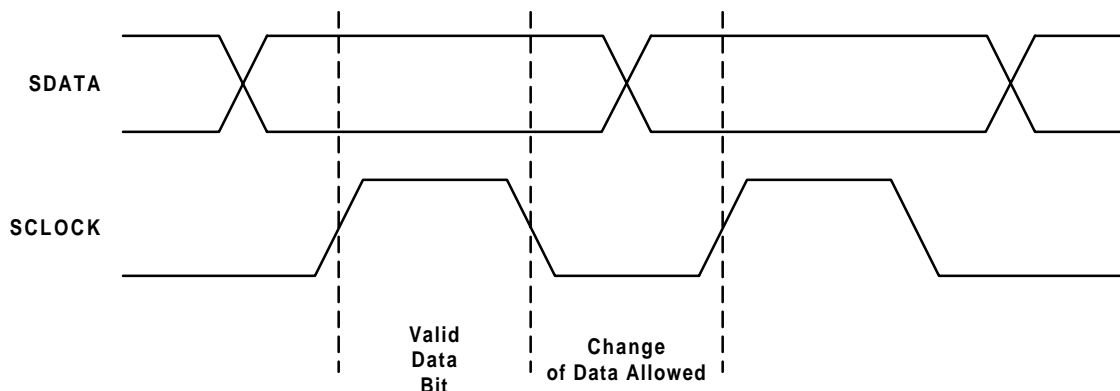 SDATA
SCLOCK
Valid
Data
Bit
Change
of Data Allowed